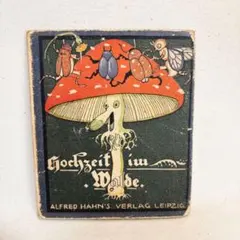 Hochzeit im
Walde.
ALFRED HAHN'S VERLAG LEIPZIG.